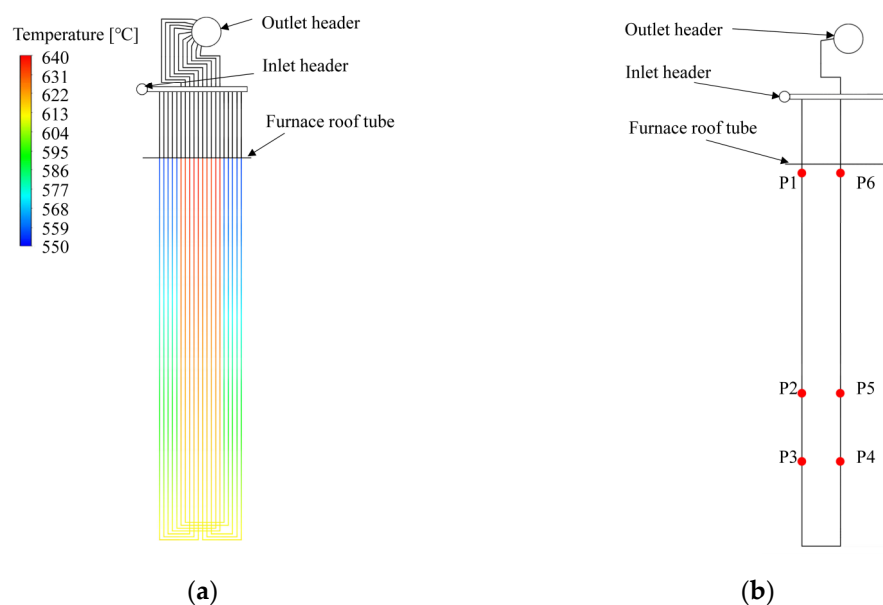 Temperature [℃]
640
631
622
613
604
595
586
577
568
559
550
Outlet header
Inlet header
Furnace roof tube
(a)
Outlet header
Inlet header
Furnace roof tube
P1
P6
P2
P5
P3
P4
(b)